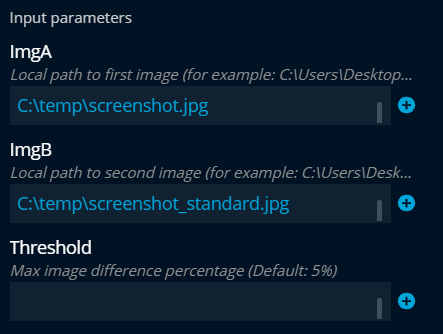 Input parameters
ImgA
Local path to first image (for example: C:\Users\Desktop...
C:\temp\screenshot.jpg
ImgB
Local path to second image (for example: C:\Users\Desk...
C:\temp\screenshot_standard.jpg
Threshold
Max image difference percentage (Default: 5%)